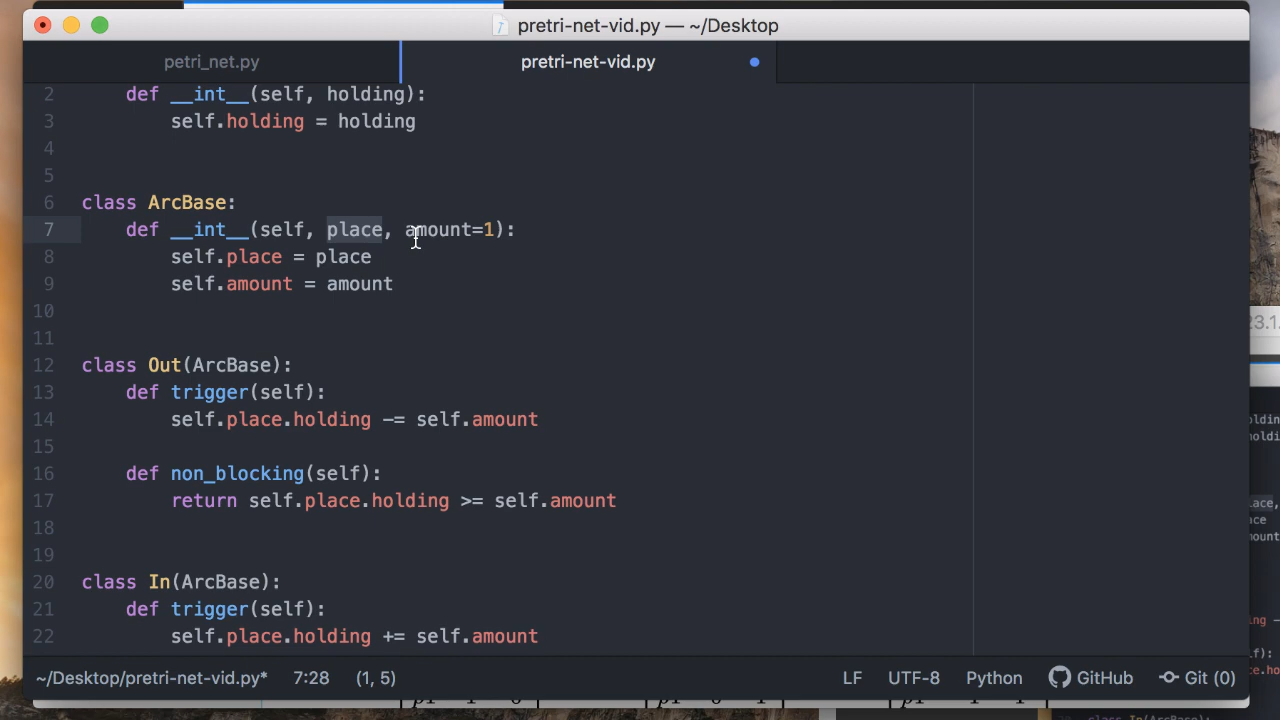 pretri-net-vid.py — ~/Desktop
petri_net.py
pretri-net-vid.py
2 def __int__(self, holding):
3 self.holding = holding
4
5
6 class ArcBase:
7 def __int__(self, place, amount=1):
8 self.place = place
9 self.amount = amount
10
11
12 class Out(ArcBase):
13 def trigger(self):
14 self.place.holding -= self.amount
15
16 def non_blocking(self):
17 return self.place.holding >= self.amount
18
19
20 class In(ArcBase):
21 def trigger(self):
22 self.place.holding += self.amount
~/Desktop/pretri-net-vid.py* 7:28 (1, 5) LF UTF-8 Python GitHub Git (0)